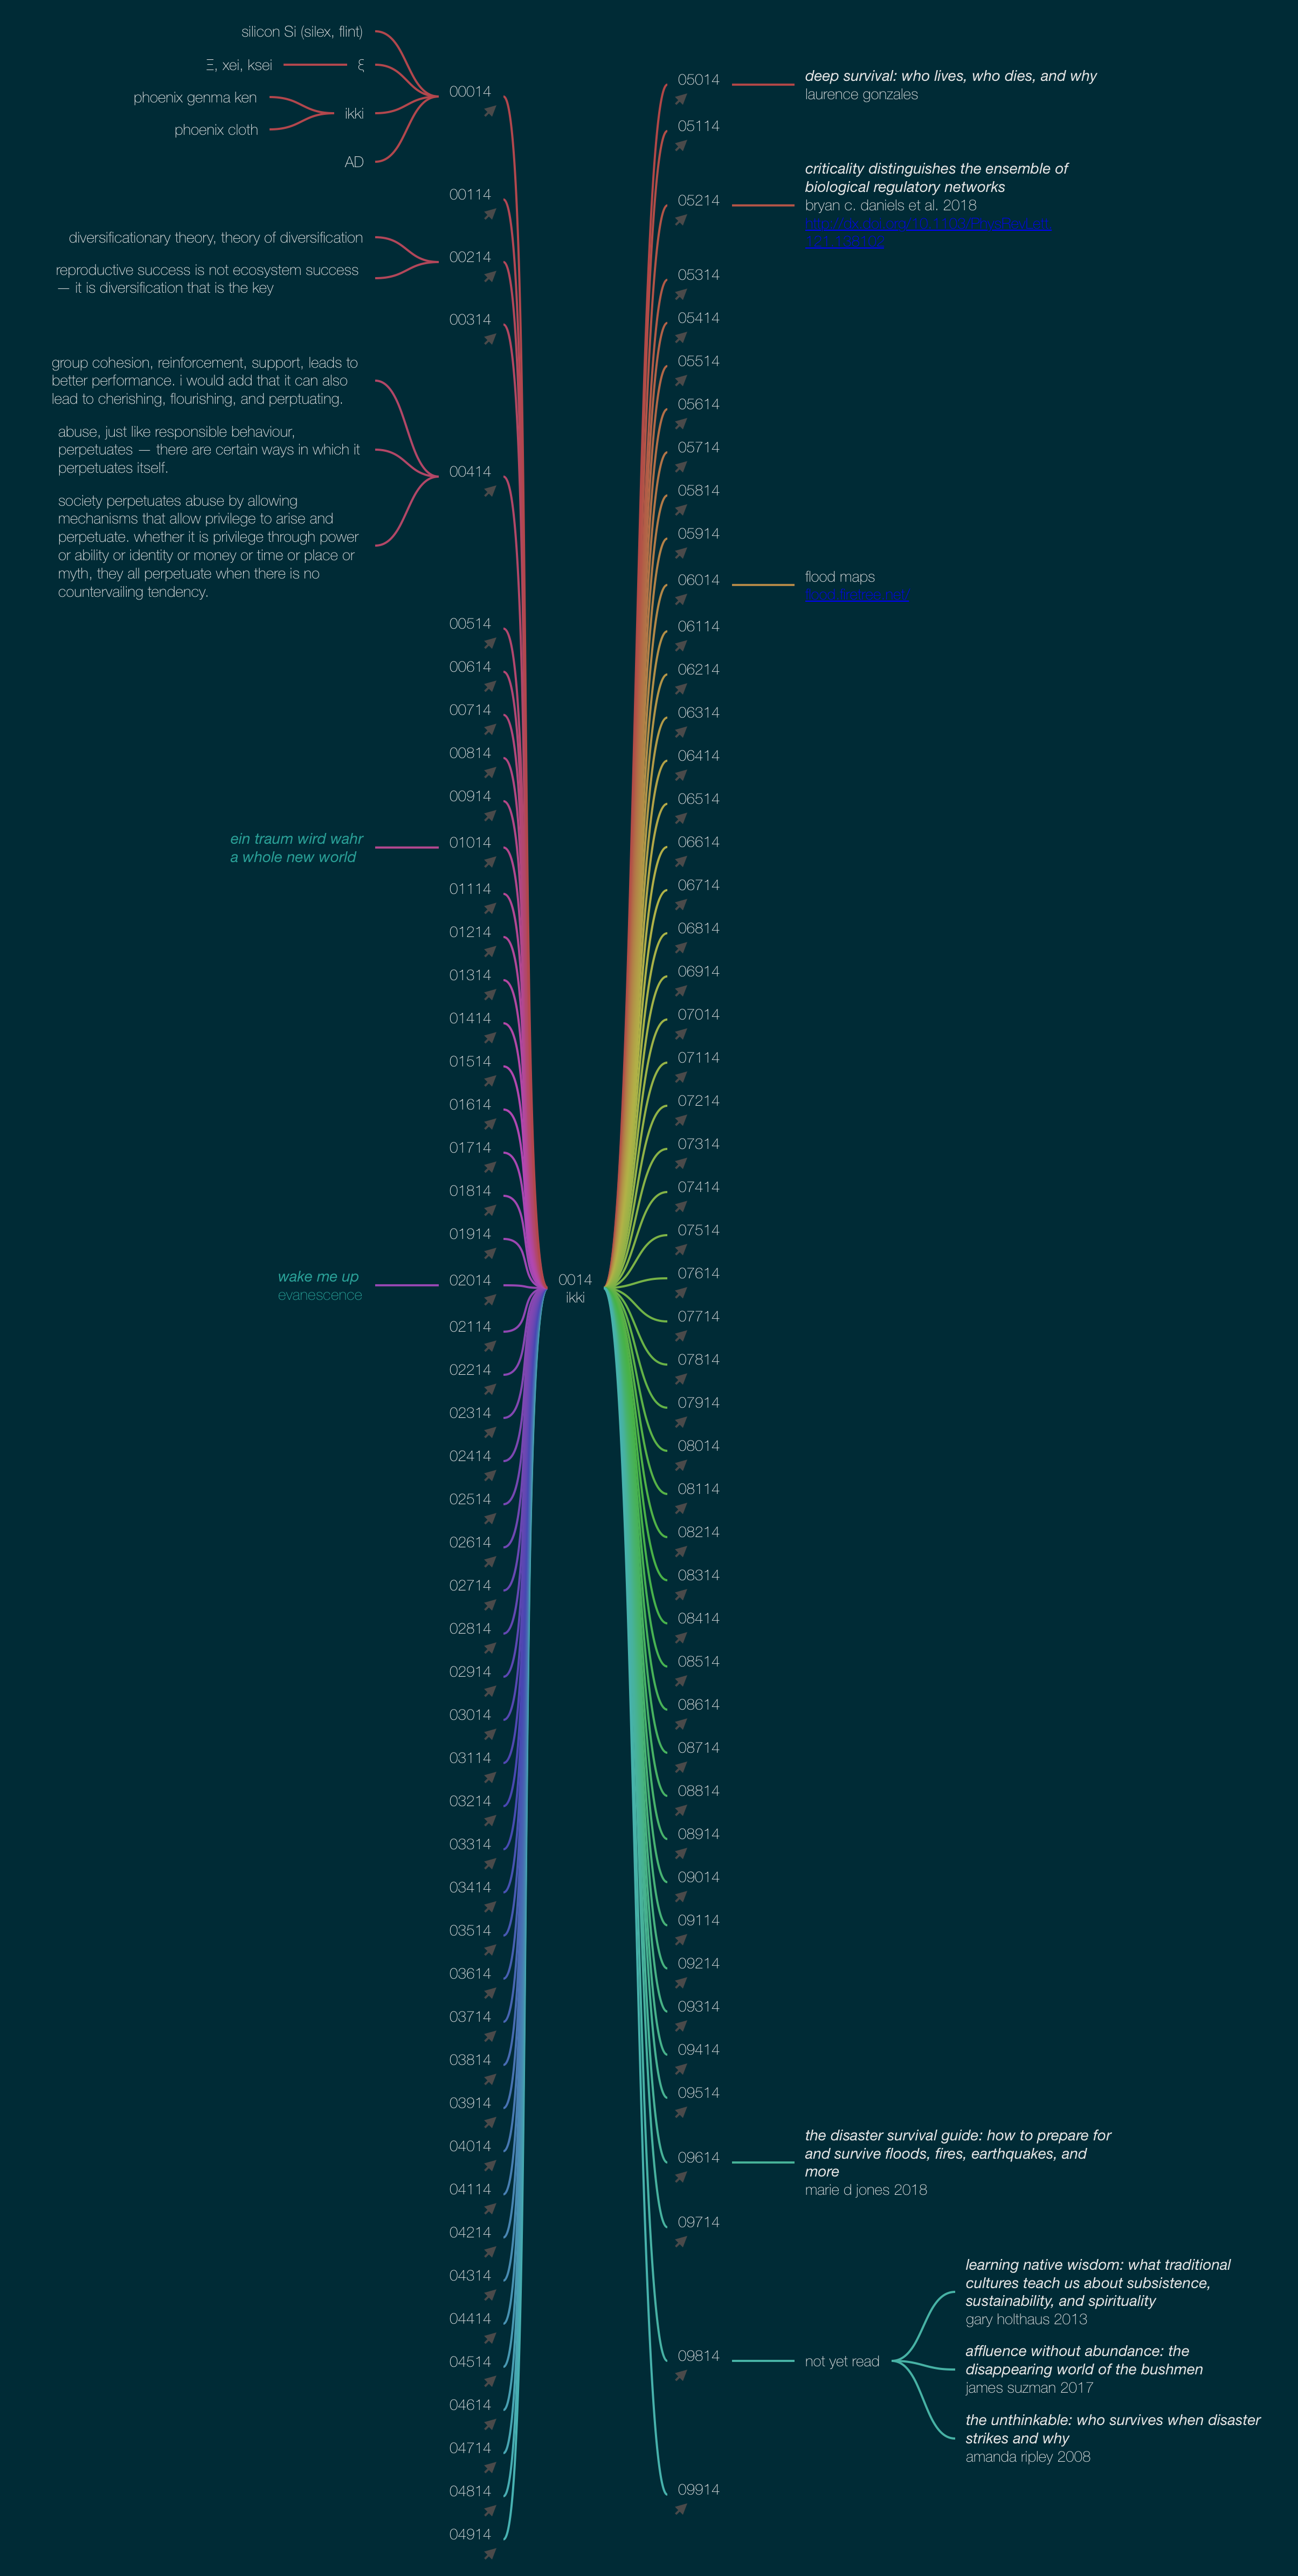 silicon Si (silex, flint)
Ξ, xei, ksei
ξ
phoenix genma ken
phoenix cloth
ikki
AD
00014
00114
diversificationary theory, theory of diversification
reproductive success is not ecosystem success
— it is diversification that is the key
00214
00314
group cohesion, reinforcement, support, leads to
better performance. i would add that it can also
lead to cherishing, flourishing, and perptuating.
abuse, just like responsible behaviour,
perpetuates — there are certain ways in which it
perpetuates itself.
society perpetuates abuse by allowing
mechanisms that allow privilege to arise and
perpetuate. whether it is privilege through power
or ability or identity or money or time or place or
myth, they all perpetuate when there is no
countervailing tendency.
00414
00514
00614
00714
00814
00914
ein traum wird wahr
a whole new world
01014
01114
01214
01314
01414
01514
01614
01714
01814
01914
wake me up
evanescence
02014
02114
02214
02314
02414
02514
02614
02714
02814
02914
03014
03114
03214
03314
03414
03514
03614
03714
03814
03914
04014
04114
04214
04314
04414
04514
04614
04714
04814
04914
0014
ikki
05014
deep survival: who lives, who dies, and why
laurence gonzales
05114
05214
criticality distinguishes the ensemble of
biological regulatory networks
bryan c. daniels et al. 2018
05314
05414
05514
05614
05714
05814
05914
06014
flood maps
06114
06214
06314
06414
06514
06614
06714
06814
06914
07014
07114
07214
07314
07414
07514
07614
07714
07814
07914
08014
08114
08214
08314
08414
08514
08614
08714
08814
08914
09014
09114
09214
09314
09414
09514
09614
the disaster survival guide: how to prepare for
and survive floods, fires, earthquakes, and
more
marie d jones 2018
09714
09814
not yet read
learning native wisdom: what traditional
cultures teach us about subsistence,
sustainability, and spirituality
gary holthaus 2013
affluence without abundance: the
disappearing world of the bushmen
james suzman 2017
the unthinkable: who survives when disaster
strikes and why
amanda ripley 2008
09914